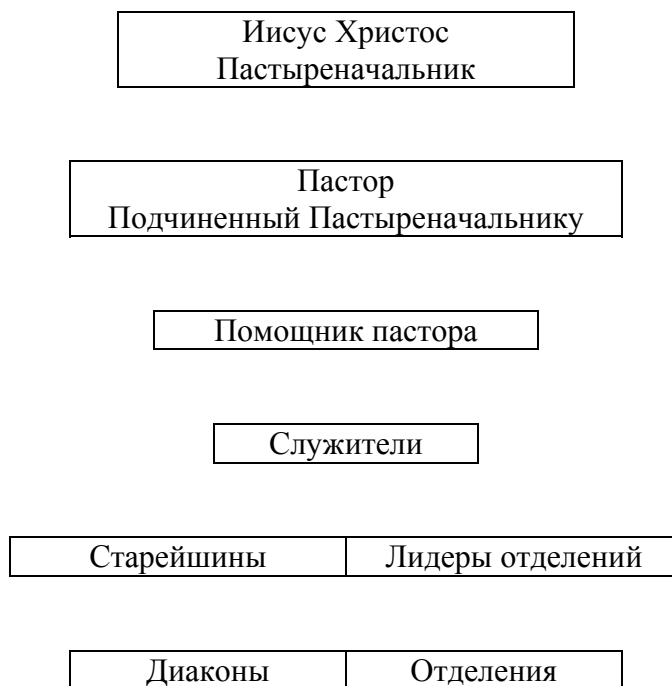 Иисус Христос
Пастыреначальник
Пастор
Подчиненный Пастыреначальнику
Помощник пастора
Служители
Старейшины Лидеры отделений
Диаконы Отделения